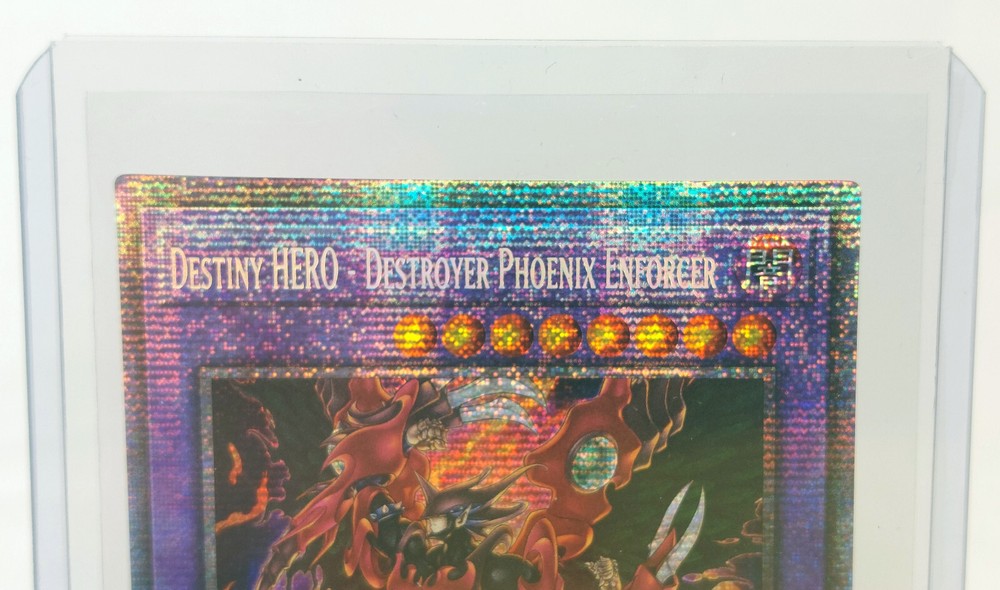 Destiny HERO - Destroyer Phoenix Enforcer 闇